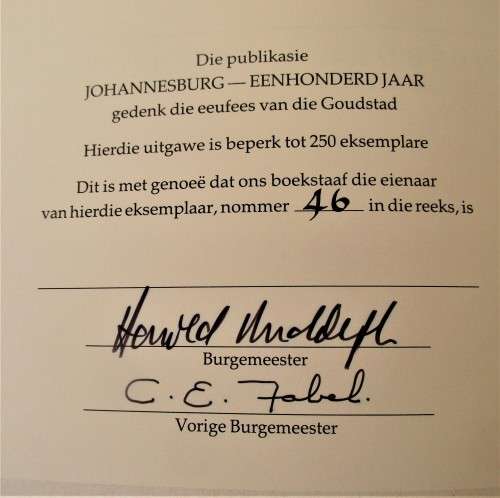 Die publikasie
JOHANNESBURG — EENHONDERD JAAR
gedenk die eeufees van die Goudstad
Hierdie uitgawe is beperk tot 250 eksemplare
Dit is met genoeë dat ons boekstaaf die eienaar
van hierdie eksemplaar, nommer 46 in die reeks, is
Harold
Burgemeester
C. E. Fabel.
Vorige Burgemeester